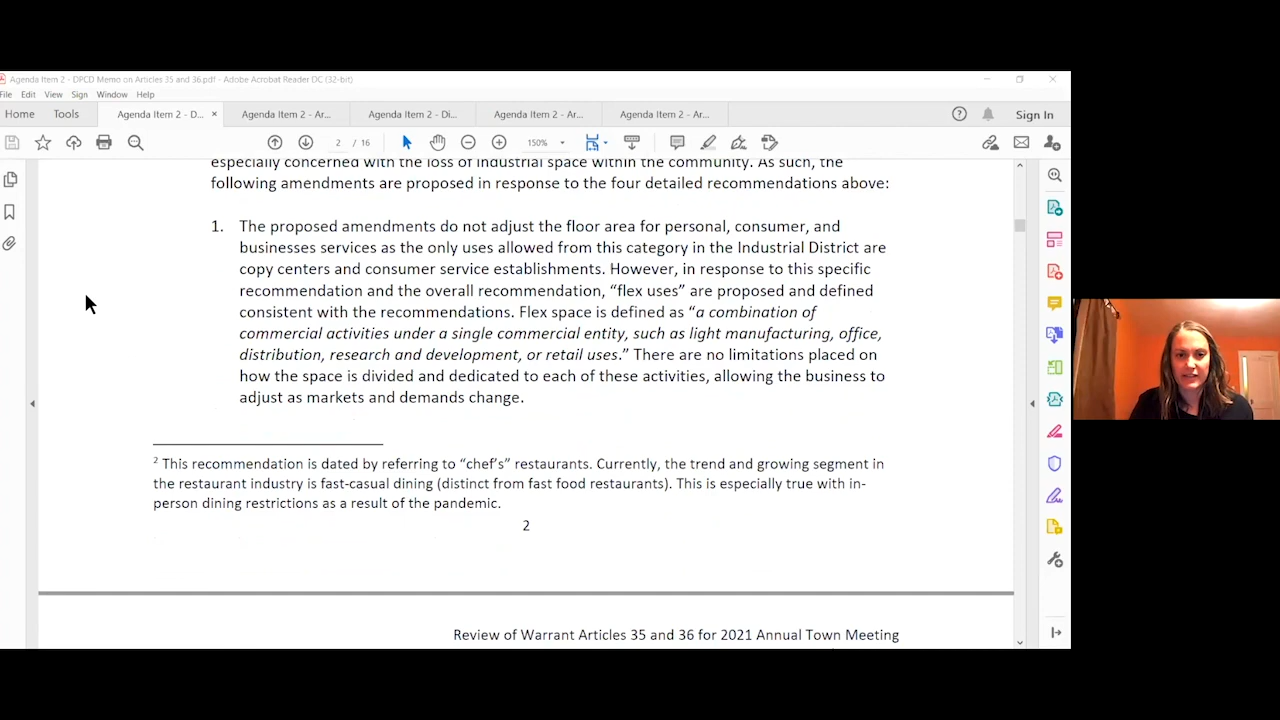 Agenda Item 2 - DPCD Memo on Articles 35 and 36.pdf - Adobe Acrobat Reader DC (32-bit)
File Edit View Sign Window Help
Home Tools Agenda Item 2 - D... × Agenda Item 2 - Ar... Agenda Item 2 - Di... Agenda Item 2 - Ar... Agenda Item 2 - Ar... Sign In
2 / 16 150%
especially concerned with the loss of industrial space within the community. As such, the
following amendments are proposed in response to the four detailed recommendations above:
1. The proposed amendments do not adjust the floor area for personal, consumer, and
businesses services as the only uses allowed from this category in the Industrial District are
copy centers and consumer service establishments. However, in response to this specific
recommendation and the overall recommendation, “flex uses” are proposed and defined
consistent with the recommendations. Flex space is defined as “a combination of
commercial activities under a single commercial entity, such as light manufacturing, office,
distribution, research and development, or retail uses.” There are no limitations placed on
how the space is divided and dedicated to each of these activities, allowing the business to
adjust as markets and demands change.
2 This recommendation is dated by referring to “chef’s” restaurants. Currently, the trend and growing segment in
the restaurant industry is fast-casual dining (distinct from fast food restaurants). This is especially true with in-
person dining restrictions as a result of the pandemic.
2
Review of Warrant Articles 35 and 36 for 2021 Annual Town Meeting